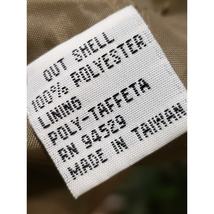 OUT SHELL
100% POLYESTER
LINING
POLY-TAFFETA
RN 94529
MADE IN TAIWAN